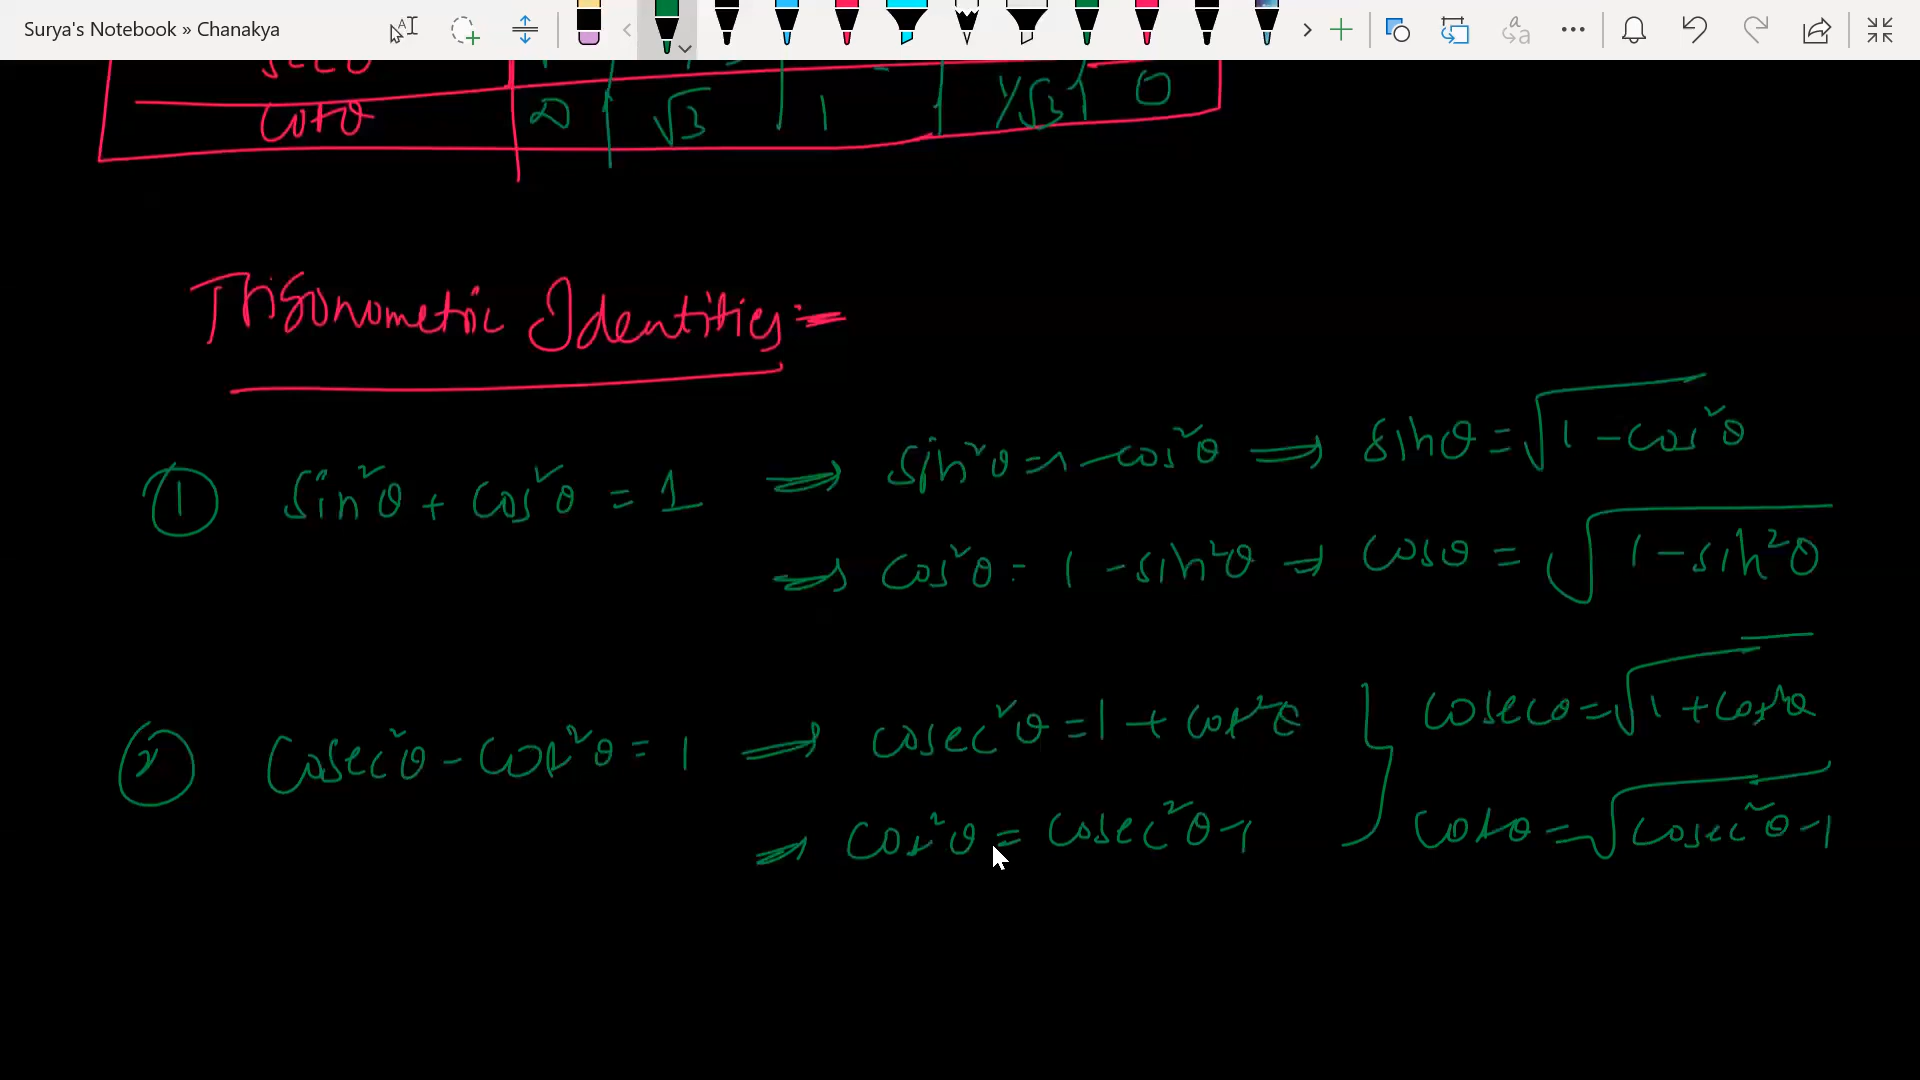 Surya's Notebook » Chanakya
cotθ ∞ √3 1 1/√3 0
Trigonometric Identities :-
① sin²θ + cos²θ = 1 ⇒ sin²θ = 1 - cos²θ ⇒ sinθ = √1 - cos²θ
⇒ cos²θ = 1 - sin²θ ⇒ cosθ = √1 - sin²θ
② cosec²θ - cot²θ = 1 ⇒ cosec²θ = 1 + cot²θ } cosecθ = √1 + cot²θ
⇒ cot²θ = cosec²θ - 1 cotθ = √cosec²θ - 1